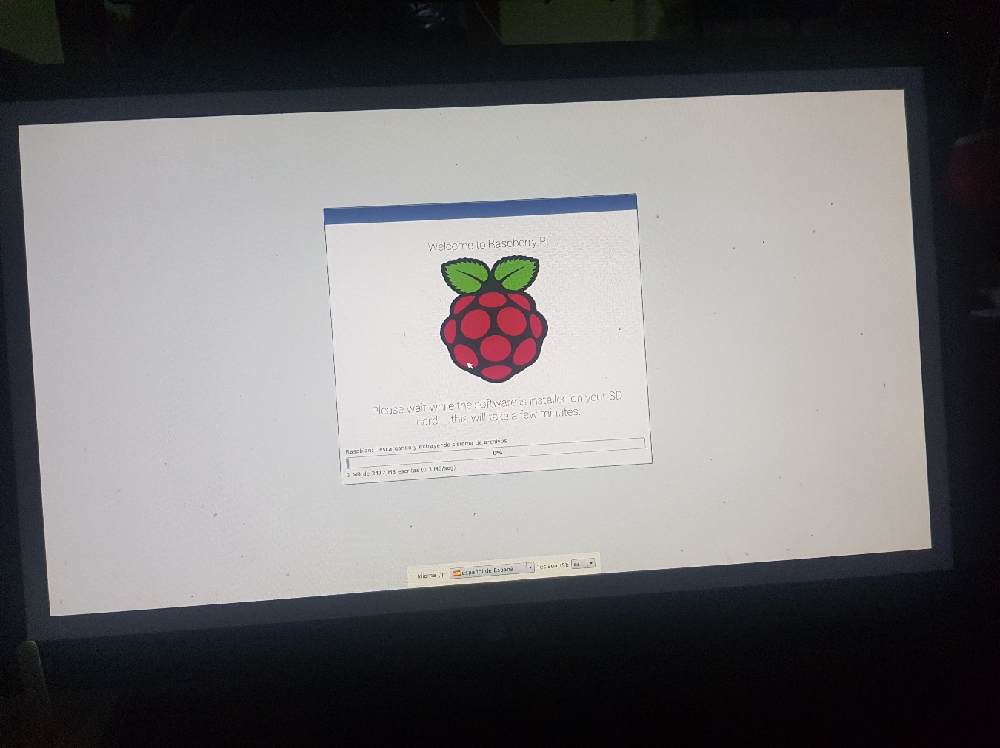 Welcome to Raspberry Pi
Please wait while the software is installed on your SD
card - this will take a few minutes.
Raspbian: Descargando y extrayendo sistema de archivos
0%
1 MB de 2412 MB escritas (0.3 MB/seg)
Idioma (l): español de España Teclado (9): es